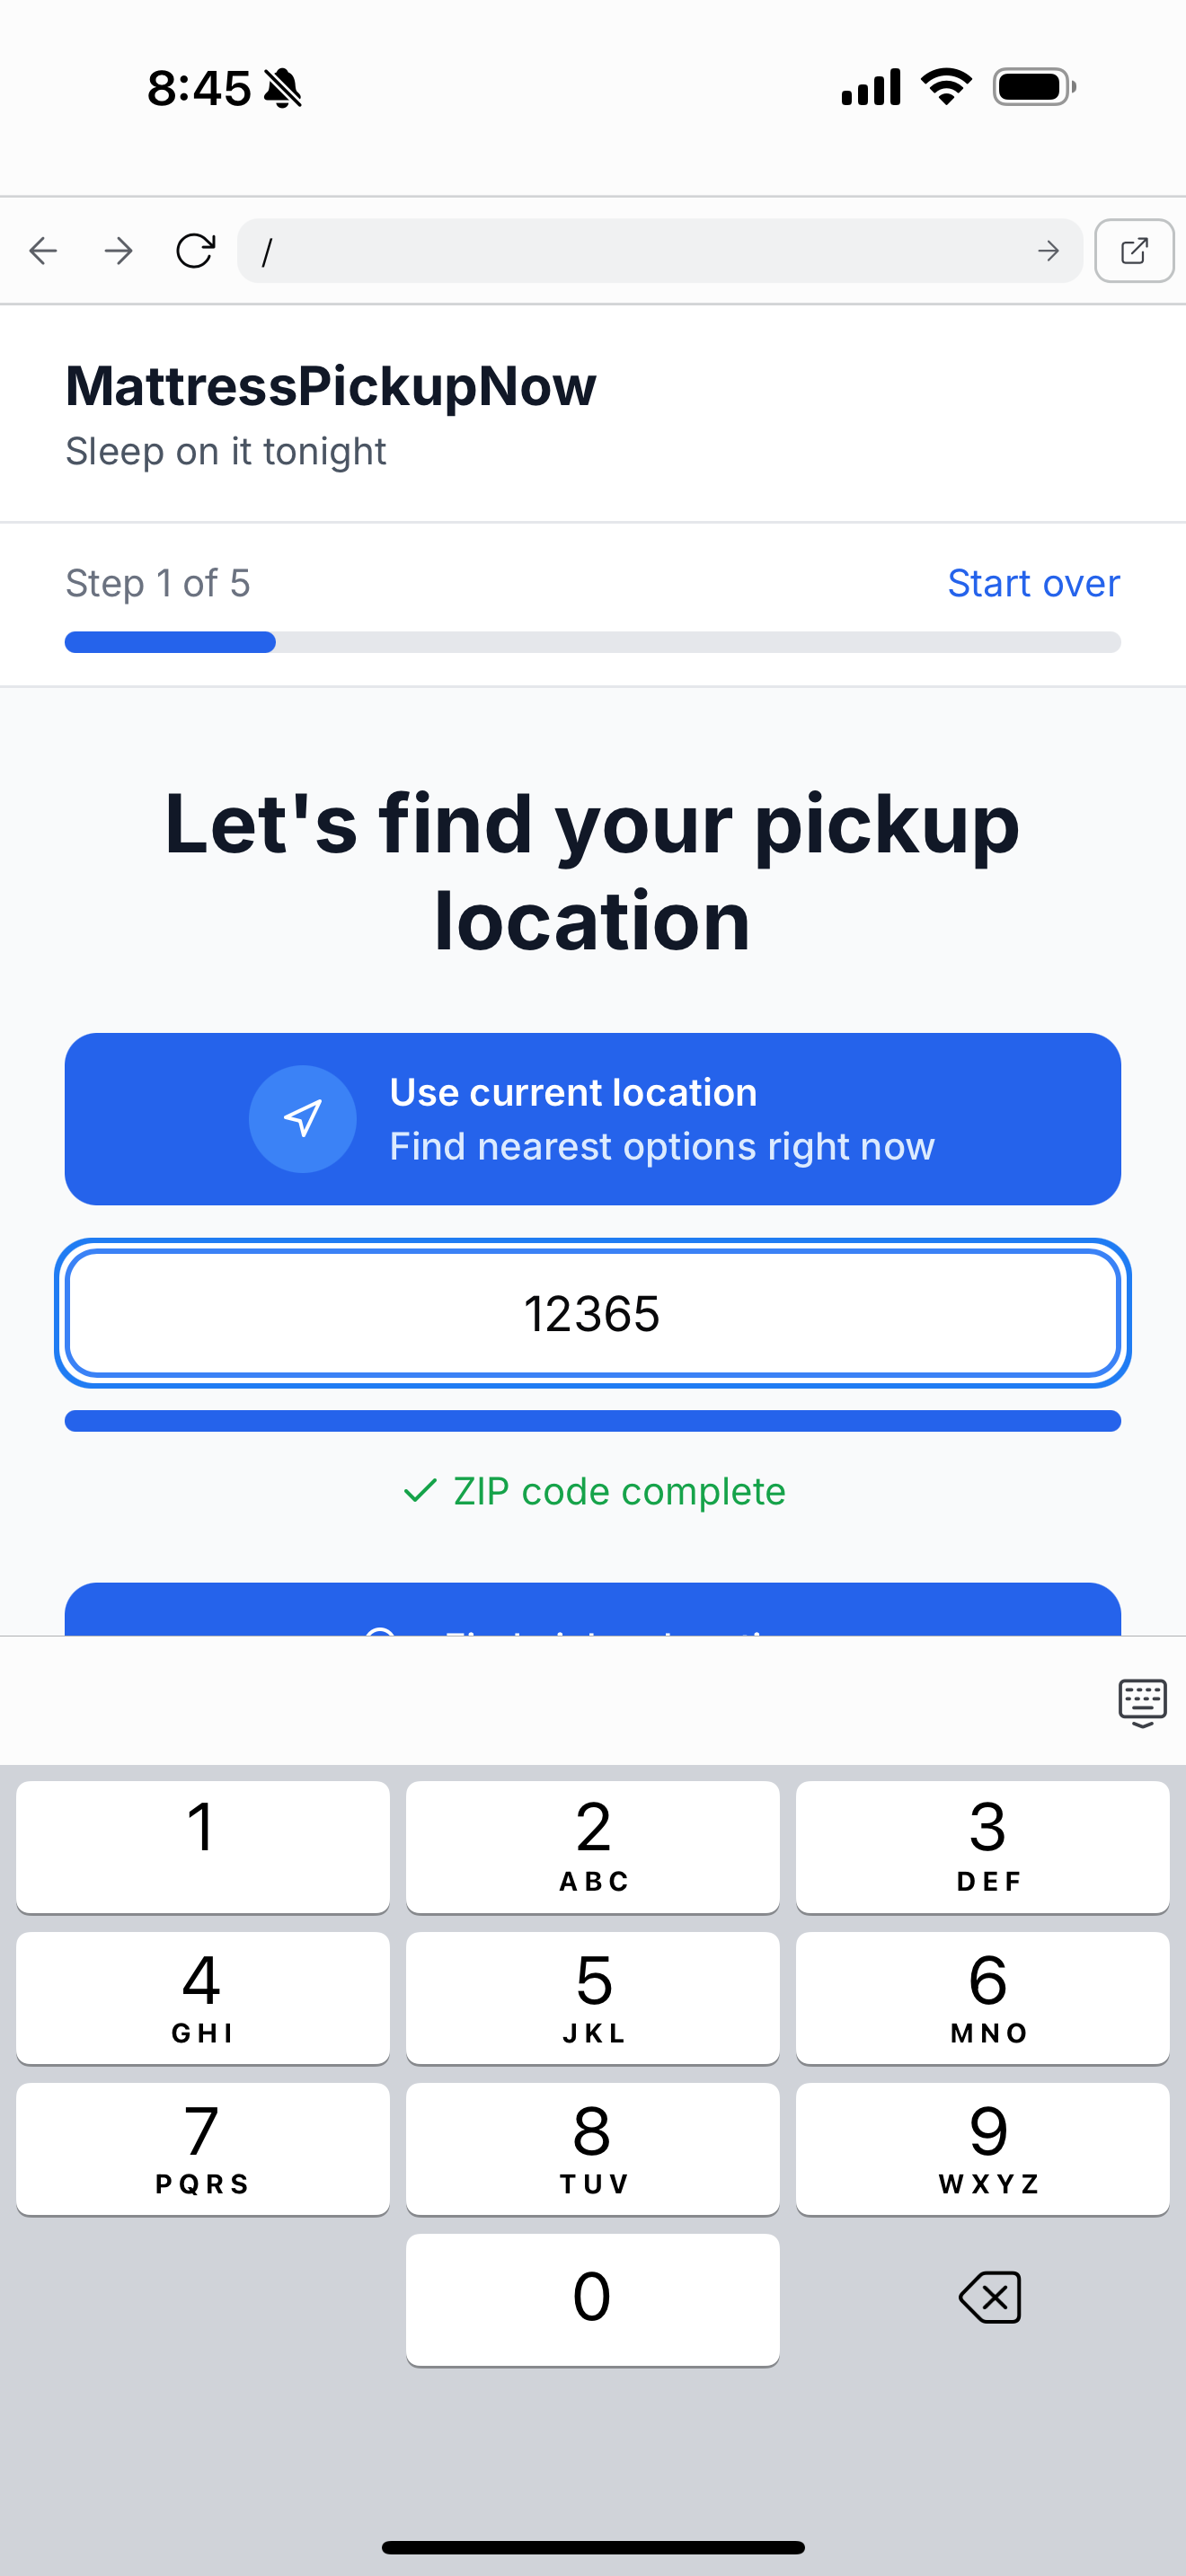 8:45
/
MattressPickupNow
Sleep on it tonight
Step 1 of 5
Start over
Let's find your pickup
location
Use current location
Find nearest options right now
12365
ZIP code complete
1
2
ABC
3
DEF
4
GHI
5
JKL
6
MNO
7
PQRS
8
TUV
9
WXYZ
0